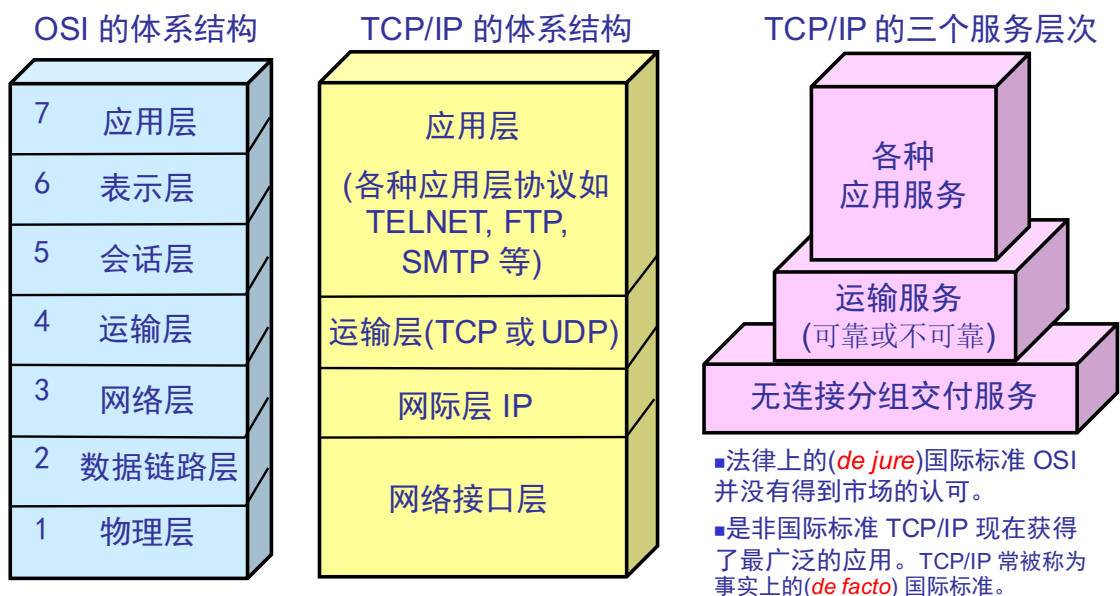 OSI 的体系结构
7 应用层
6 表示层
5 会话层
4 运输层
3 网络层
2 数据链路层
1 物理层
TCP/IP 的体系结构
应用层
(各种应用层协议如
TELNET, FTP,
SMTP 等)
运输层(TCP 或 UDP)
网际层 IP
网络接口层
TCP/IP 的三个服务层次
各种
应用服务
运输服务
(可靠或不可靠)
无连接分组交付服务
■法律上的(de jure)国际标准 OSI
并没有得到市场的认可。
■是非国际标准 TCP/IP 现在获得
了最广泛的应用。TCP/IP 常被称为
事实上的(de facto) 国际标准。